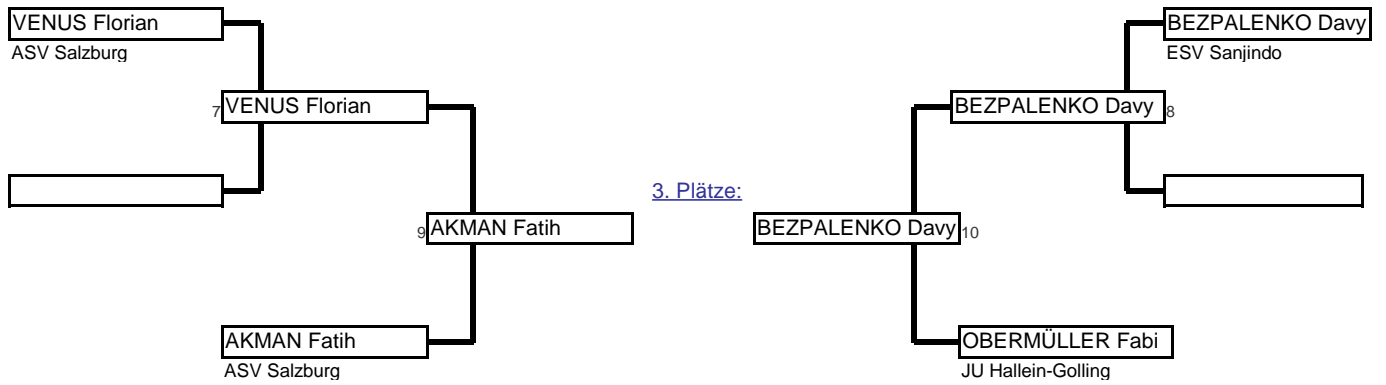 VENUS Florian
ASV Salzburg
7 VENUS Florian
9 AKMAN Fatih
AKMAN Fatih
ASV Salzburg
3. Plätze:
BEZPALENKO Davy
ESV Sanjindo
BEZPALENKO Davy 8
BEZPALENKO Davy 10
OBERMÜLLER Fabi
JU Hallein-Golling